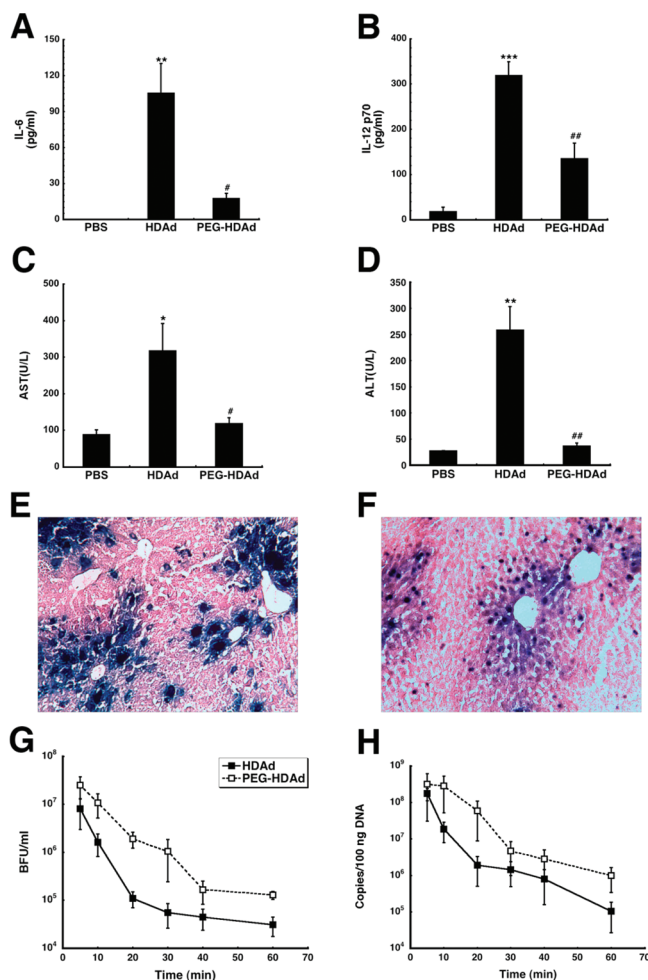 A
IL-6
(pg/ml)
150
120
90
60
30
0
**
#
PBS HDAd PEG-HDAd
B
IL-12 p70
(pg/ml)
400
300
200
100
0
***
##
PBS HDAd PEG-HDAd
C
AST(U/L)
500
400
300
200
100
0
*
#
PBS HDAd PEG-HDAd
D
ALT(U/L)
350
300
250
200
150
100
50
0
**
##
PBS HDAd PEG-HDAd
E
F
G
BFU/ml
10⁸
10⁷
10⁶
10⁵
10⁴
HDAd
PEG-HDAd
0 10 20 30 40 50 60 70
Time (min)
H
Copies/100 ng DNA
10⁹
10⁸
10⁷
10⁶
10⁵
10⁴
0 10 20 30 40 50 60 70
Time (min)